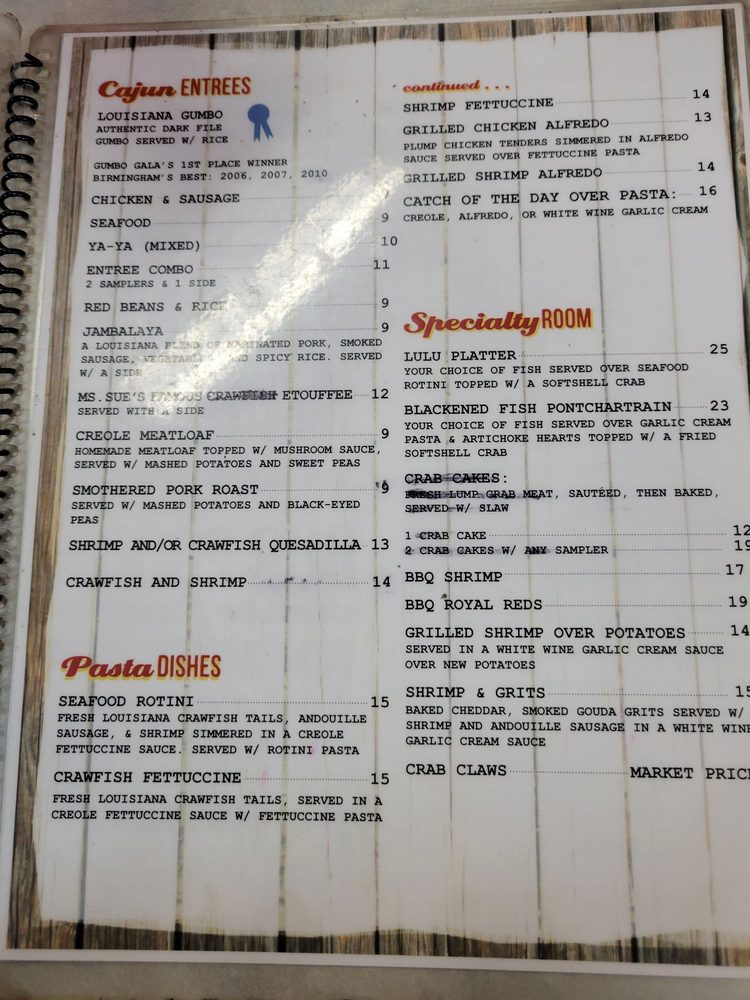 Cajun ENTREES
LOUISIANA GUMBO
AUTHENTIC DARK FILE
GUMBO SERVED W/ RICE
GUMBO GALA'S 1ST PLACE WINNER
BIRMINGHAM'S BEST: 2006, 2007, 2010
CHICKEN & SAUSAGE 9
SEAFOOD 9
YA-YA (MIXED) 10
ENTREE COMBO 11
2 SAMPLERS & 1 SIDE
RED BEANS & RICE 9
JAMBALAYA 9
A LOUISIANA BLEND OF MARINATED PORK, SMOKED
SAUSAGE, VEGETABLES AND SPICY RICE. SERVED
W/ A SIDE
MS.SUE'S FAMOUS CRAWFISH ETOUFFEE 12
SERVED WITH A SIDE
CREOLE MEATLOAF 9
HOMEMADE MEATLOAF TOPPED W/ MUSHROOM SAUCE,
SERVED W/ MASHED POTATOES AND SWEET PEAS
SMOTHERED PORK ROAST 9
SERVED W/ MASHED POTATOES AND BLACK-EYED
PEAS
SHRIMP AND/OR CRAWFISH QUESADILLA 13
CRAWFISH AND SHRIMP 14
Pasta DISHES
SEAFOOD ROTINI 15
FRESH LOUISIANA CRAWFISH TAILS, ANDOUILLE
SAUSAGE, & SHRIMP SIMMERED IN A CREOLE
FETTUCCINE SAUCE. SERVED W/ ROTINI PASTA
CRAWFISH FETTUCCINE 15
FRESH LOUISIANA CRAWFISH TAILS, SERVED IN A
CREOLE FETTUCCINE SAUCE W/ FETTUCCINE PASTA
continued . . .
SHRIMP FETTUCCINE 14
GRILLED CHICKEN ALFREDO 13
PLUMP CHICKEN TENDERS SIMMERED IN ALFREDO
SAUCE SERVED OVER FETTUCCINE PASTA
GRILLED SHRIMP ALFREDO 14
CATCH OF THE DAY OVER PASTA: 16
CREOLE, ALFREDO, OR WHITE WINE GARLIC CREAM
Specialty ROOM
LULU PLATTER 25
YOUR CHOICE OF FISH SERVED OVER SEAFOOD
ROTINI TOPPED W/ A SOFTSHELL CRAB
BLACKENED FISH PONTCHARTRAIN 23
YOUR CHOICE OF FISH SERVED OVER GARLIC CREAM
PASTA & ARTICHOKE HEARTS TOPPED W/ A FRIED
SOFTSHELL CRAB
CRAB CAKES:
FRESH LUMP CRAB MEAT, SAUTÉED, THEN BAKED,
SERVED W/ SLAW
1 CRAB CAKE 12
2 CRAB CAKES W/ ANY SAMPLER 19
BBQ SHRIMP 17
BBQ ROYAL REDS 19
GRILLED SHRIMP OVER POTATOES 14
SERVED IN A WHITE WINE GARLIC CREAM SAUCE
OVER NEW POTATOES
SHRIMP & GRITS 15
BAKED CHEDDAR, SMOKED GOUDA GRITS SERVED W/
SHRIMP AND ANDOUILLE SAUSAGE IN A WHITE WINE
GARLIC CREAM SAUCE
CRAB CLAWS MARKET PRICE